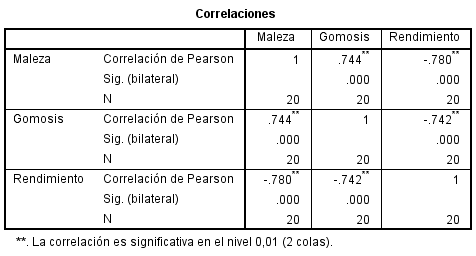 Correlaciones
Maleza Gomosis Rendimiento
Maleza Correlación de Pearson 1 .744** -.780**
Sig. (bilateral) .000 .000
N 20 20 20
Gomosis Correlación de Pearson .744** 1 -.742**
Sig. (bilateral) .000 .000
N 20 20 20
Rendimiento Correlación de Pearson -.780** -.742** 1
Sig. (bilateral) .000 .000
N 20 20 20
**. La correlación es significativa en el nivel 0,01 (2 colas).